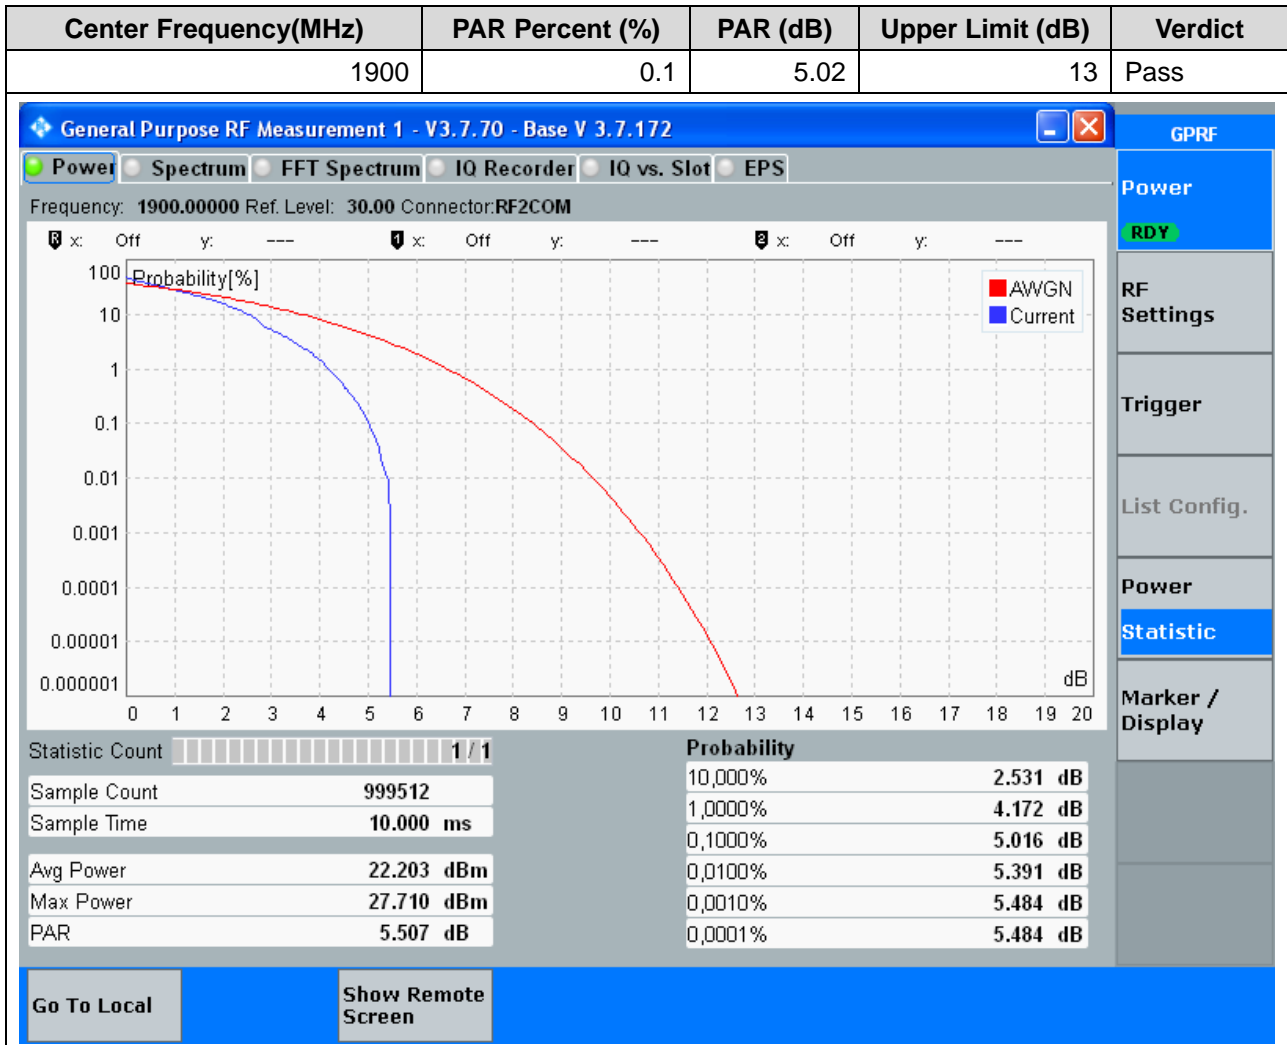 Center Frequency(MHz) PAR Percent (%) PAR (dB) Upper Limit (dB) Verdict
1900 0.1 5.02 13 Pass
General Purpose RF Measurement 1 - V3.7.70 - Base V 3.7.172
GPRF
Power Spectrum FFT Spectrum IQ Recorder IQ vs. Slot EPS
Power
RDY
Frequency: 1900.00000 Ref. Level: 30.00 Connector:RF2COM
R x: Off y: --- 1 x: Off y: --- 2 x: Off y: ---
100 Probability[%]
AWGN
Current
RF
Settings
10
1
Trigger
0.1
0.01
List Config.
0.001
0.0001
Power
Statistic
0.00001
0.000001
dB
Marker /
Display
0 1 2 3 4 5 6 7 8 9 10 11 12 13 14 15 16 17 18 19 20
Statistic Count 1 / 1
Probability
Sample Count 999512
Sample Time 10.000 ms
Avg Power 22.203 dBm
Max Power 27.710 dBm
PAR 5.507 dB
10,000% 2.531 dB
1,0000% 4.172 dB
0,1000% 5.016 dB
0,0100% 5.391 dB
0,0010% 5.484 dB
0,0001% 5.484 dB
Go To Local
Show Remote
Screen